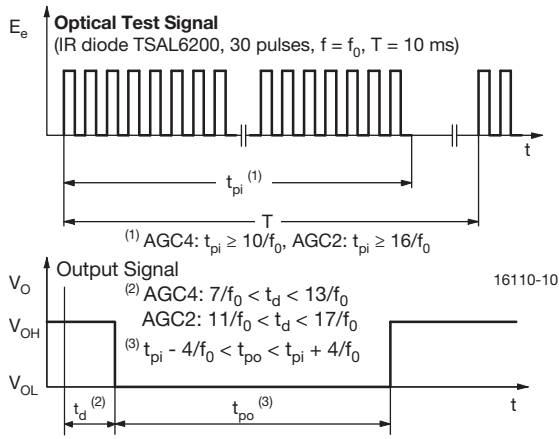 E_e
Optical Test Signal
(IR diode TSAL6200, 30 pulses, f = f_0, T = 10 ms)
t
t_pi (1)
T
(1) AGC4: t_pi ≥ 10/f_0, AGC2: t_pi ≥ 16/f_0
V_O
Output Signal
16110-10
(2) AGC4: 7/f_0 < t_d < 13/f_0
AGC2: 11/f_0 < t_d < 17/f_0
V_OH
(3) t_pi - 4/f_0 < t_po < t_pi + 4/f_0
V_OL
t
t_d (2)
t_po (3)